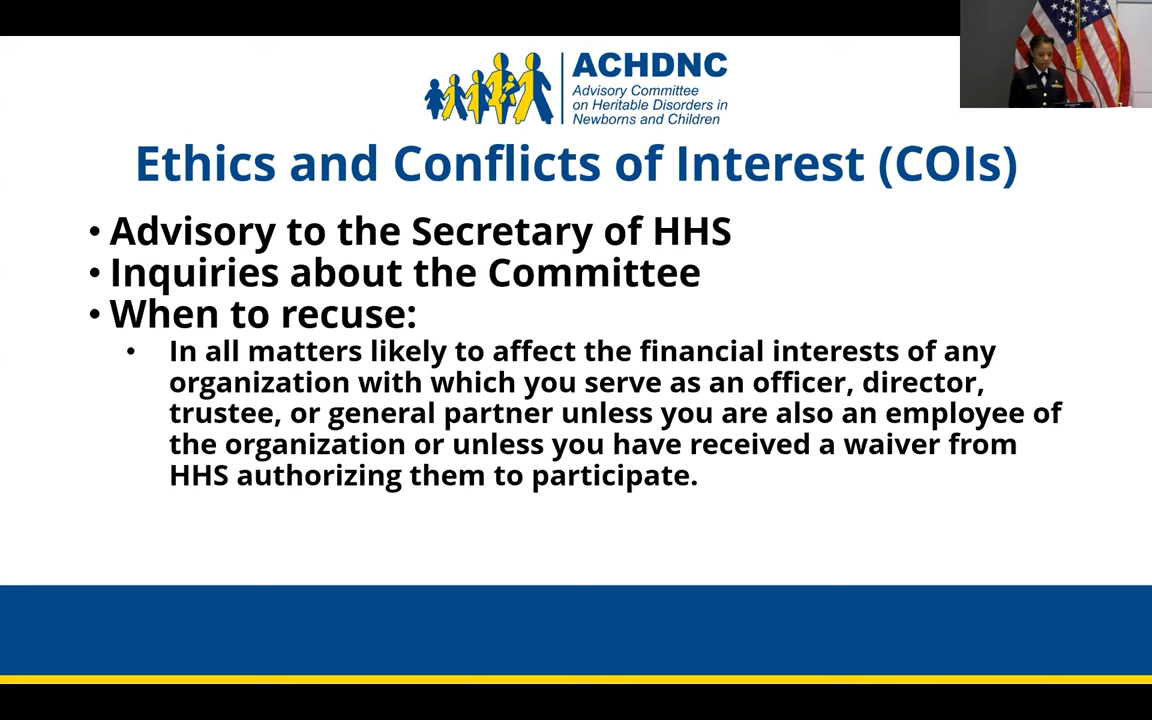 ACHDNC
Advisory Committee
on Heritable Disorders in
Newborns and Children
Ethics and Conflicts of Interest (COIs)
• Advisory to the Secretary of HHS
• Inquiries about the Committee
• When to recuse:
• In all matters likely to affect the financial interests of any
organization with which you serve as an officer, director,
trustee, or general partner unless you are also an employee of
the organization or unless you have received a waiver from
HHS authorizing them to participate.